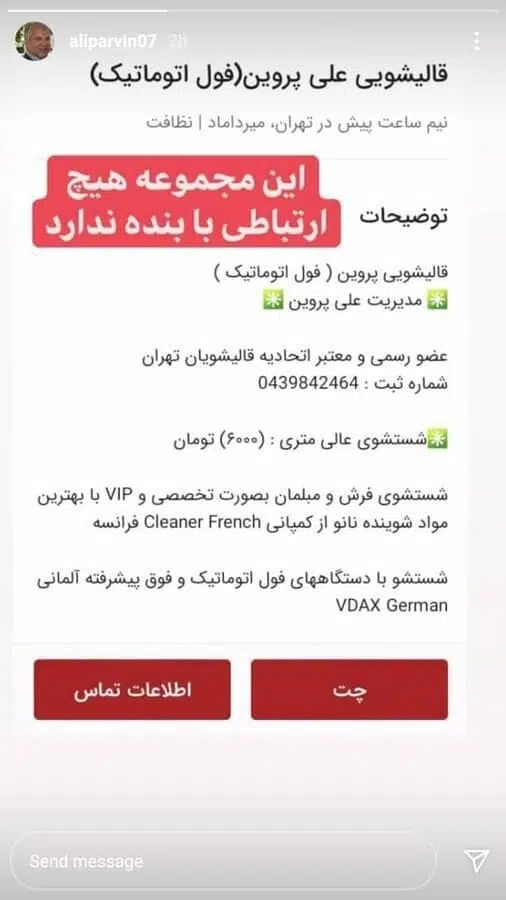 aliparvin07 2h
قالیشویی علی پروین(فول اتوماتیک)
نیم ساعت پیش در تهران، میرداماد | نظافت
این مجموعه هیچ
ارتباطی با بنده ندارد
توضیحات
قالیشویی پروین ( فول اتوماتیک )
✳️ مدیریت علی پروین ✳️
عضو رسمی و معتبر اتحادیه قالیشویان تهران
شماره ثبت : 0439842464
✳️شستشوی عالی متری : (۶۰۰۰) تومان
شستشوی فرش و مبلمان بصورت تخصصی و VIP با بهترین
مواد شوینده نانو از کمپانی Cleaner French فرانسه
شستشو با دستگاههای فول اتوماتیک و فوق پیشرفته آلمانی
VDAX German
چت
اطلاعات تماس
Send message